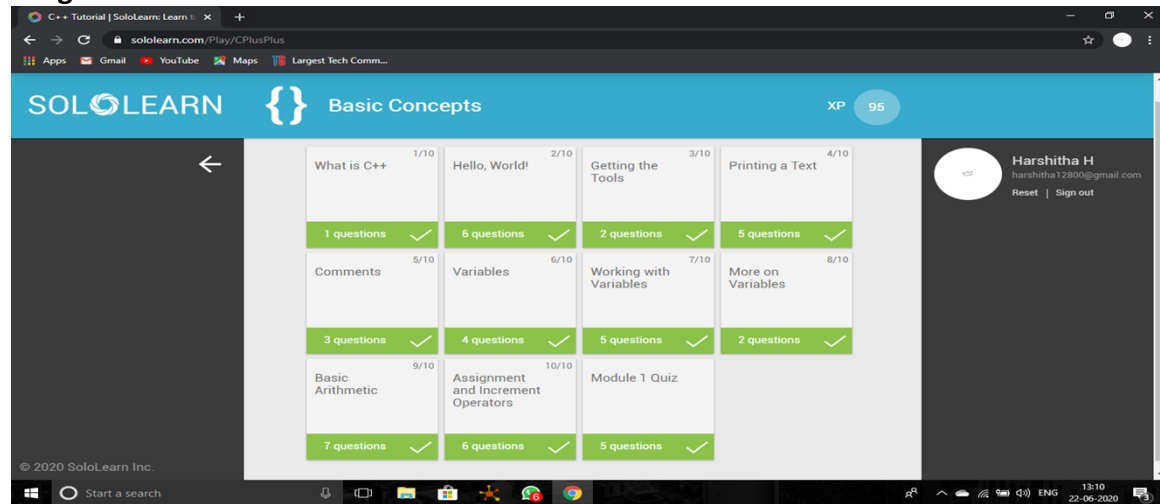 C++ Tutorial | SoloLearn: Learn t
sololearn.com/Play/CPlusPlus
Apps Gmail YouTube Maps Largest Tech Comm...
SOLOLEARN { } Basic Concepts XP 95
1/10
What is C++
1 questions
2/10
Hello, World!
6 questions
3/10
Getting the
Tools
2 questions
4/10
Printing a Text
5 questions
5/10
Comments
3 questions
6/10
Variables
4 questions
7/10
Working with
Variables
5 questions
8/10
More on
Variables
2 questions
9/10
Basic
Arithmetic
7 questions
10/10
Assignment
and Increment
Operators
6 questions
Module 1 Quiz
5 questions
Harshitha H
harshitha12800@gmail.com
Reset | Sign out
© 2020 SoloLearn Inc.
Start a search
6
ENG
13:10
22-06-2020
3